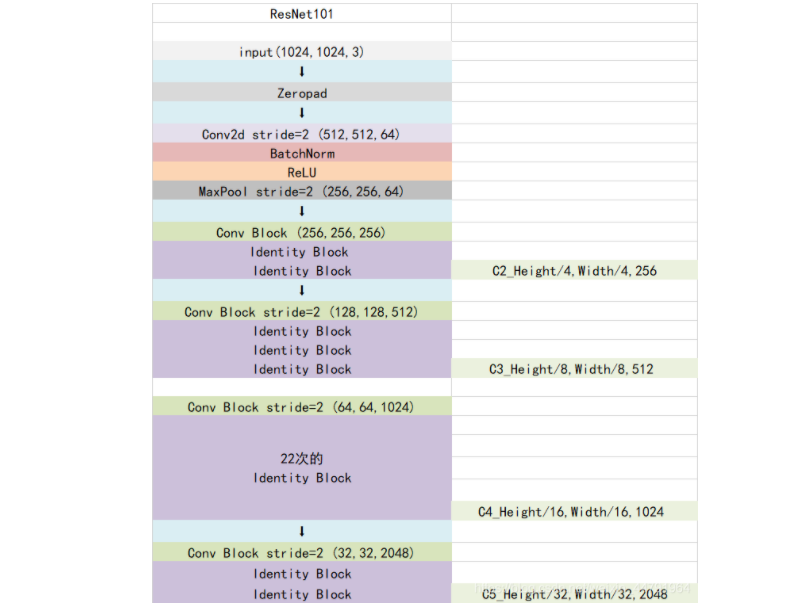 ResNet101
input(1024,1024,3)
⬇
Zeropad
⬇
Conv2d stride=2 (512,512,64)
BatchNorm
ReLU
MaxPool stride=2 (256,256,64)
⬇
Conv Block (256,256,256)
Identity Block
Identity Block C2_Height/4,Width/4,256
⬇
Conv Block stride=2 (128,128,512)
Identity Block
Identity Block
Identity Block C3_Height/8,Width/8,512
Conv Block stride=2 (64,64,1024)
22次的
Identity Block
C4_Height/16,Width/16,1024
⬇
Conv Block stride=2 (32,32,2048)
Identity Block
Identity Block C5_Height/32,Width/32,2048